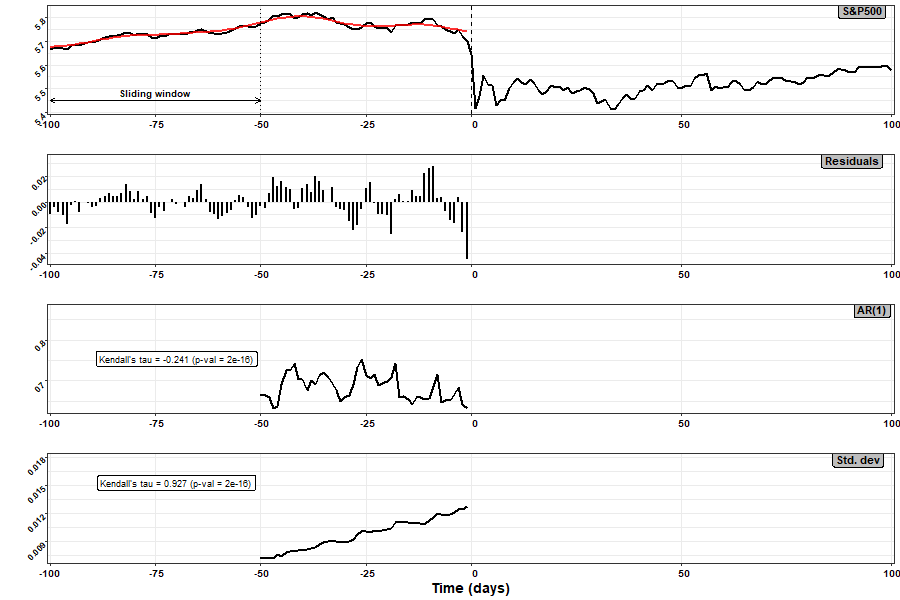 S&P500
5.8
5.7
5.6
5.5
5.4
Sliding window
-100 -75 -50 -25 0 50 100
Residuals
0.02
0.00
-0.02
-0.04
-100 -75 -50 -25 0 50 100
AR(1)
0.8
0.7
Kendall's tau = -0.241 (p-val = 2e-16)
-100 -75 -50 -25 0 50 100
Std. dev
0.018
0.015
0.012
0.009
Kendall's tau = 0.927 (p-val = 2e-16)
-100 -75 -50 -25 0 50 100
Time (days)